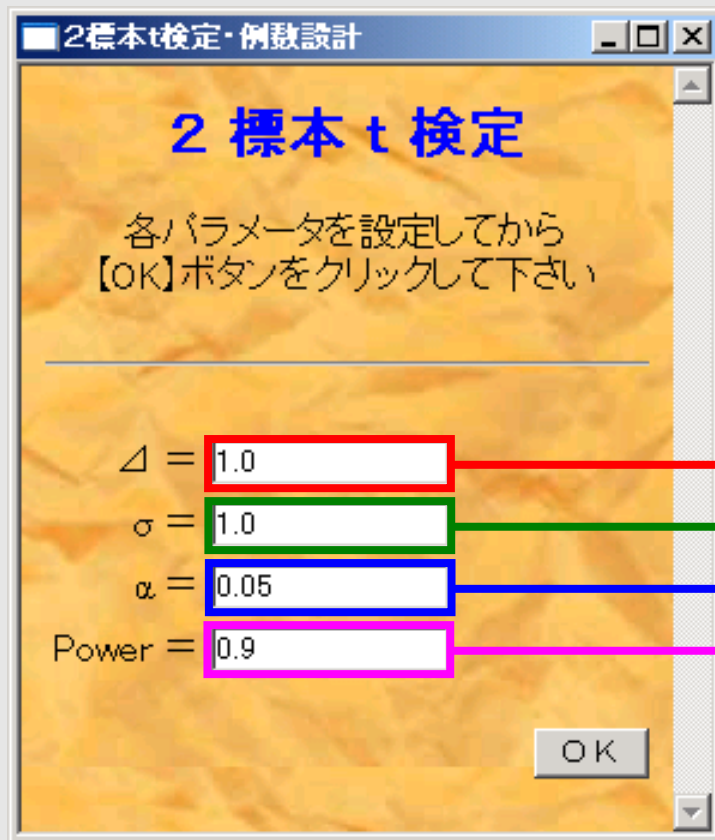 2標本t検定・例数設計
2 標本 t 検定
各パラメータを設定してから
【OK】ボタンをクリックして下さい
⊿ = 1.0
σ = 1.0
α = 0.05
Power = 0.9
OK